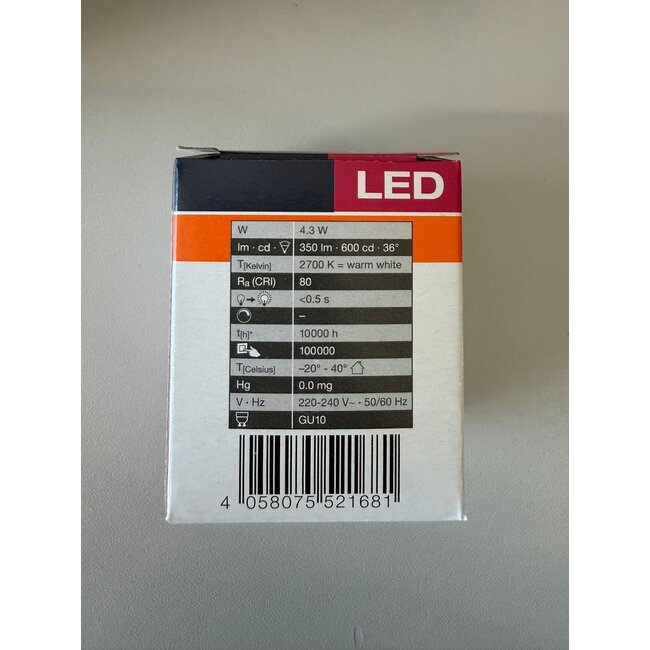 LED
W 4.3 W
lm · cd · 350 lm · 600 cd · 36°
T[Kelvin] 2700 K = warm white
Ra (CRI) 80
<0.5 s
–
t[h]* 10000 h
100000
T[Celsius] –20° - 40°
Hg 0.0 mg
V · Hz 220-240 V~ · 50/60 Hz
GU10
4 058075 521681